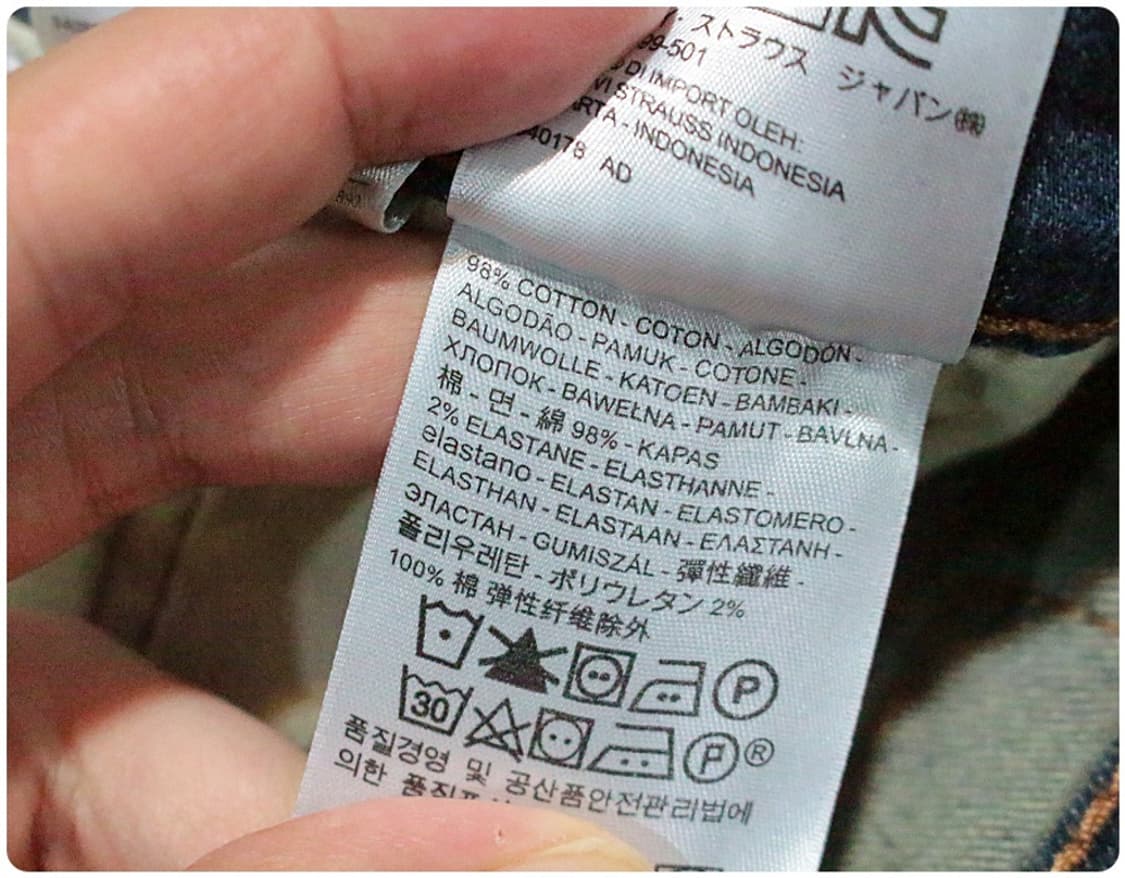 ストラウス ジャパン㈱
99-501
DI IMPORT OLEH:
VI STRAUSS INDONESIA
ARTA - INDONESIA
40178 AD
98% COTTON - COTON - ALGODÓN -
ALGODÃO - PAMUK - COTONE -
BAUMWOLLE - KATOEN - BAMBAKI -
ХЛОПОК - BAWEŁNA - PAMUT - BAVLNA -
棉 - 면 - 綿 98% - KAPAS
2% ELASTANE - ELASTHANNE -
elastano - ELASTAN - ELASTOMERO -
ELASTHAN - ELASTAAN - ΕΛΑΣΤΑΝΗ -
ЭЛАСТАН - GUMISZÁL - 彈性纖維 -
폴리우레탄 - ポリウレタン 2%
100% 棉 弹性纤维除外
P
30 P ®
품질경영 및 공산품안전관리법에
의한